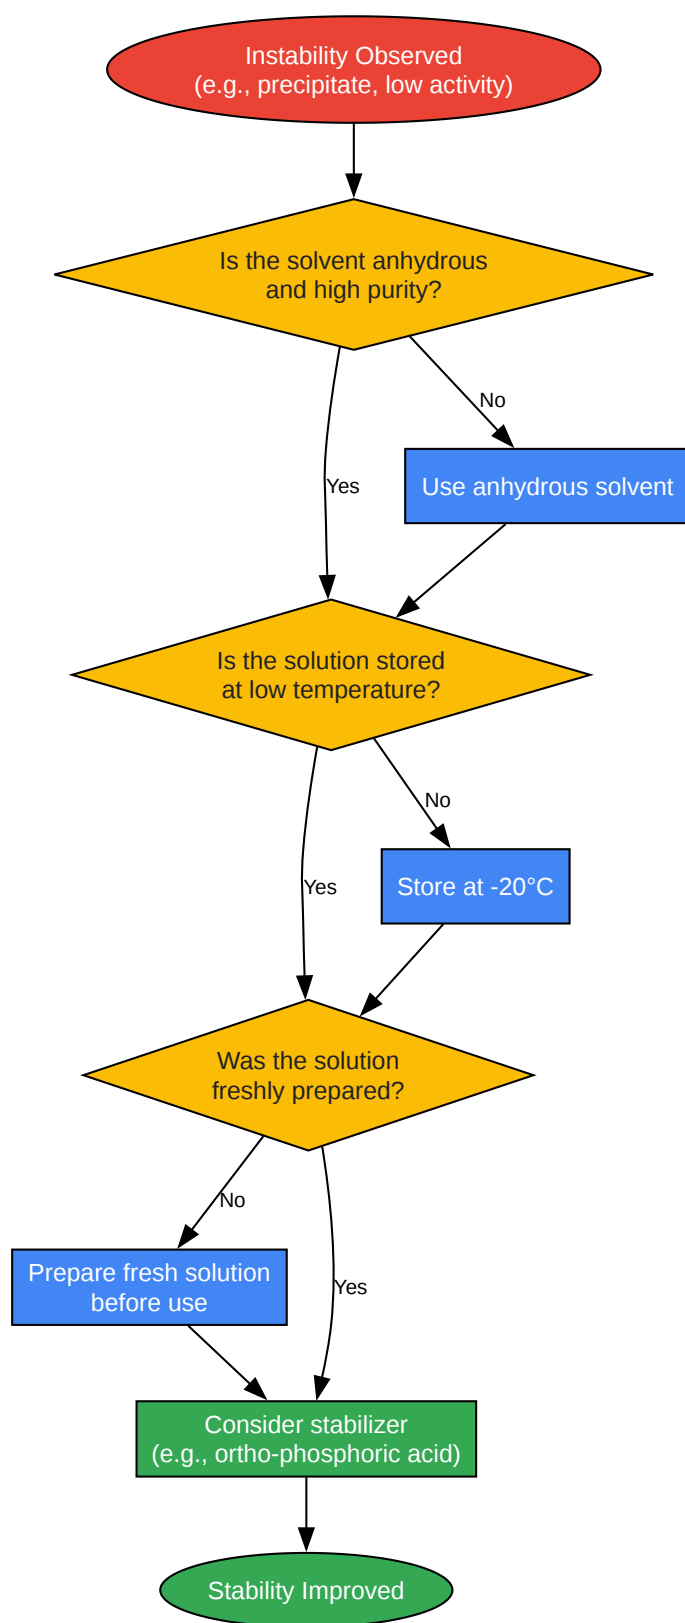 Instability Observed
(e.g., precipitate, low activity)
Is the solvent anhydrous
and high purity?
No
Yes
Use anhydrous solvent
Is the solution stored
at low temperature?
No
Yes
Store at -20°C
Was the solution
freshly prepared?
No
Prepare fresh solution
before use
Yes
Consider stabilizer
(e.g., ortho-phosphoric acid)
Stability Improved